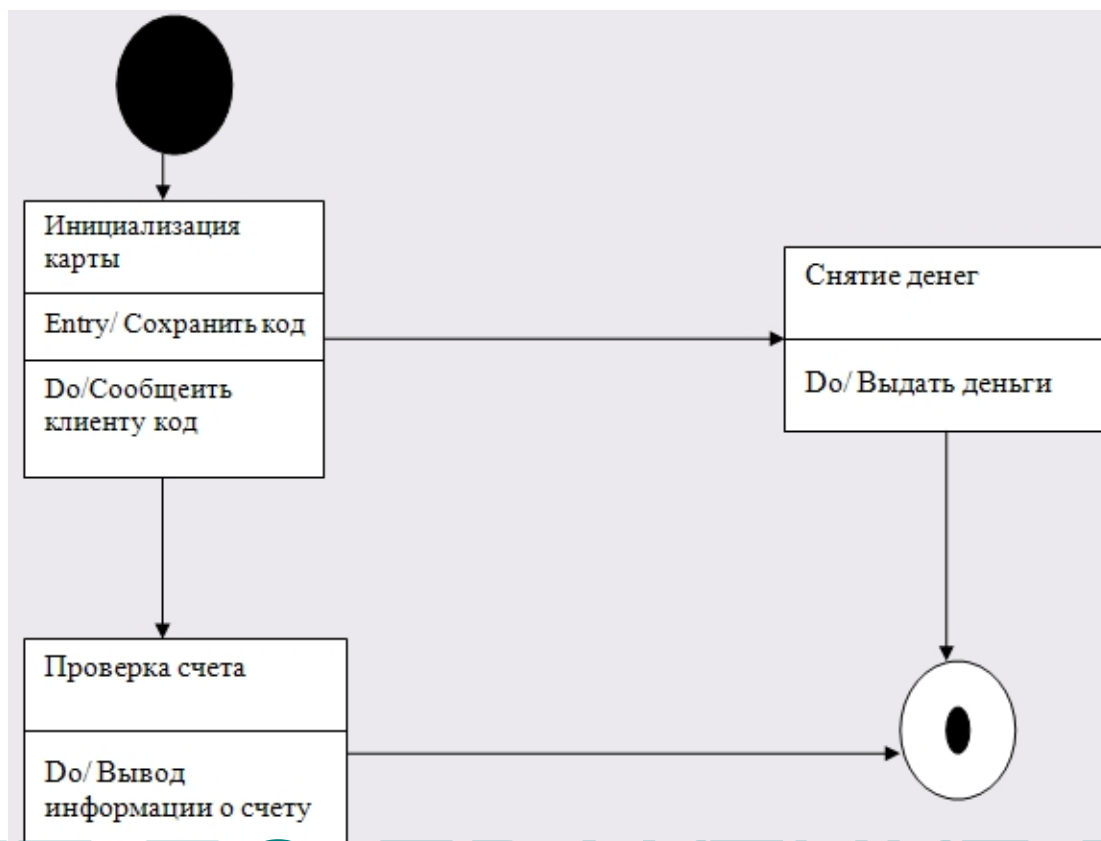 Инициализация
карты
Entry/ Сохранить код
Do/Сообщеить
клиенту код
Снятие денег
Do/ Выдать деньги
Проверка счета
Do/ Вывод
информации о счету